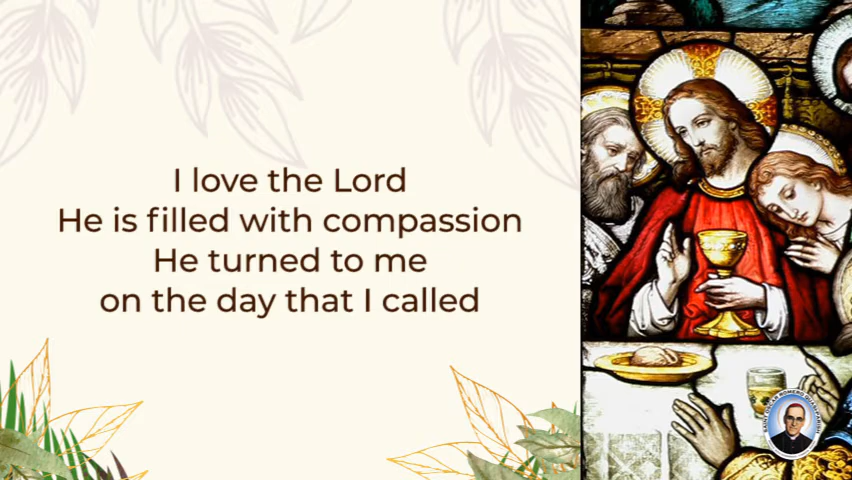 I love the Lord
He is filled with compassion
He turned to me
on the day that I called